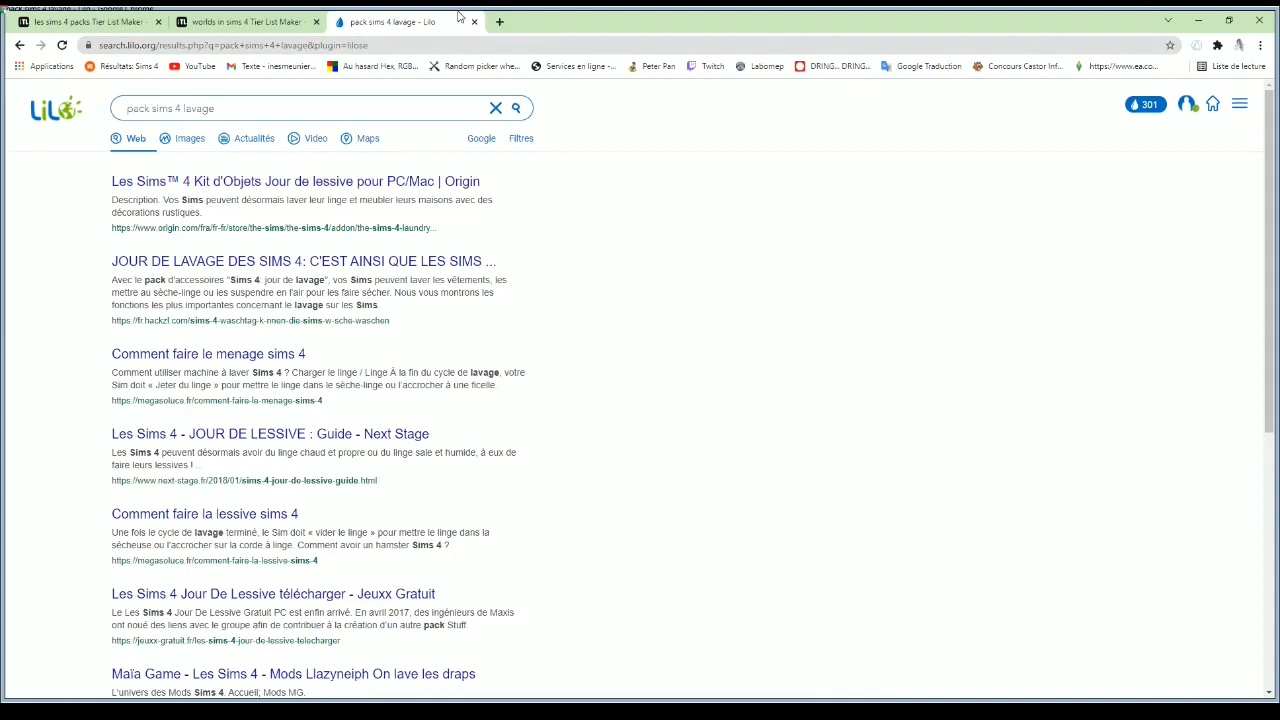 pack sims 4 lavage - Lilo - Google Chrome
les sims 4 packs Tier List Maker - worlds in sims 4 Tier List Maker - pack sims 4 lavage - Lilo
search.lilo.org/results.php?q=pack+sims+4+lavage&plugin=lilose
Applications Résultats: Sims 4 YouTube Texte - inesmeunier... Au hasard Hex, RGB... Random picker whe... Services en ligne -... Peter Pan Twitch Labomep DRING... DRING... Google Traduction Concours Castor Inf... https://www.ea.co... Liste de lecture
LiLO pack sims 4 lavage 301
Web Images Actualités Video Maps Google Filtres
Les Sims™ 4 Kit d'Objets Jour de lessive pour PC/Mac | Origin
Description. Vos Sims peuvent désormais laver leur linge et meubler leurs maisons avec des
décorations rustiques.
https://www.origin.com/fra/fr-fr/store/the-sims/the-sims-4/addon/the-sims-4-laundry...
JOUR DE LAVAGE DES SIMS 4: C'EST AINSI QUE LES SIMS ...
Avec le pack d'accessoires "Sims 4: jour de lavage", vos Sims peuvent laver les vêtements, les
mettre au sèche-linge ou les suspendre en l'air pour les faire sécher. Nous vous montrons les
fonctions les plus importantes concernant le lavage sur les Sims.
https://fr.hackzl.com/sims-4-waschtag-k-nnen-die-sims-w-sche-waschen
Comment faire le menage sims 4
Comment utiliser machine à laver Sims 4 ? Charger le linge / Linge À la fin du cycle de lavage, votre
Sim doit « Jeter du linge » pour mettre le linge dans le sèche-linge ou l'accrocher à une ficelle.
https://megasoluce.fr/comment-faire-le-menage-sims-4
Les Sims 4 - JOUR DE LESSIVE : Guide - Next Stage
Les Sims 4 peuvent désormais avoir du linge chaud et propre ou du linge sale et humide, à eux de
faire leurs lessives ! ...
https://www.next-stage.fr/2018/01/sims-4-jour-de-lessive-guide.html
Comment faire la lessive sims 4
Une fois le cycle de lavage terminé, le Sim doit « vider le linge » pour mettre le linge dans la
sécheuse ou l'accrocher sur la corde à linge. Comment avoir un hamster Sims 4 ?
https://megasoluce.fr/comment-faire-la-lessive-sims-4
Les Sims 4 Jour De Lessive télécharger - Jeuxx Gratuit
Le Les Sims 4 Jour De Lessive Gratuit PC est enfin arrivé. En avril 2017, des ingénieurs de Maxis
ont noué des liens avec le groupe afin de contribuer à la création d'un autre pack Stuff.
https://jeuxx-gratuit.fr/les-sims-4-jour-de-lessive-telecharger
Maïa Game - Les Sims 4 - Mods Llazyneiph On lave les draps
L'univers des Mods Sims 4. Accueil; Mods MG.